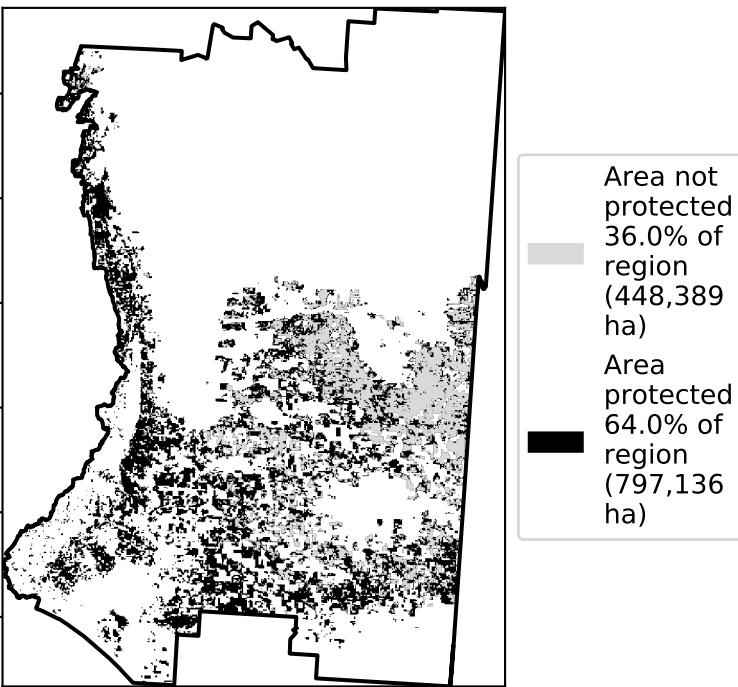 Area not
protected
36.0% of
region
(448,389
ha)
Area
protected
64.0% of
region
(797,136
ha)